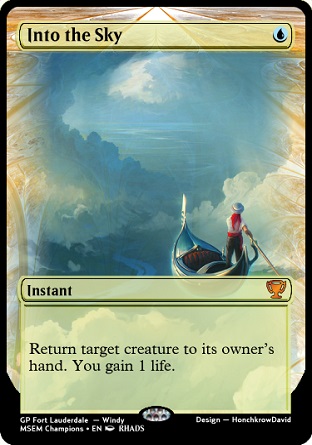 Into the Sky
Instant
Return target creature to its owner's
hand. You gain 1 life.
GP Fort Lauderdale — Windy
Design — HonchkrowDavid
MSEM Champions • EN RHADS